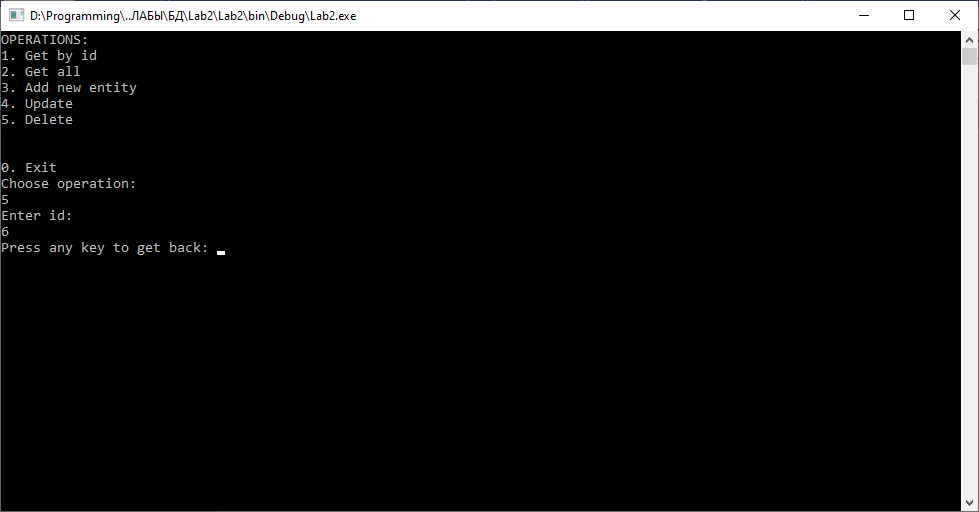 D:\Programming\..ЛАБЫ\БД\Lab2\Lab2\bin\Debug\Lab2.exe
OPERATIONS:
1. Get by id
2. Get all
3. Add new entity
4. Update
5. Delete
0. Exit
Choose operation:
5
Enter id:
6
Press any key to get back: